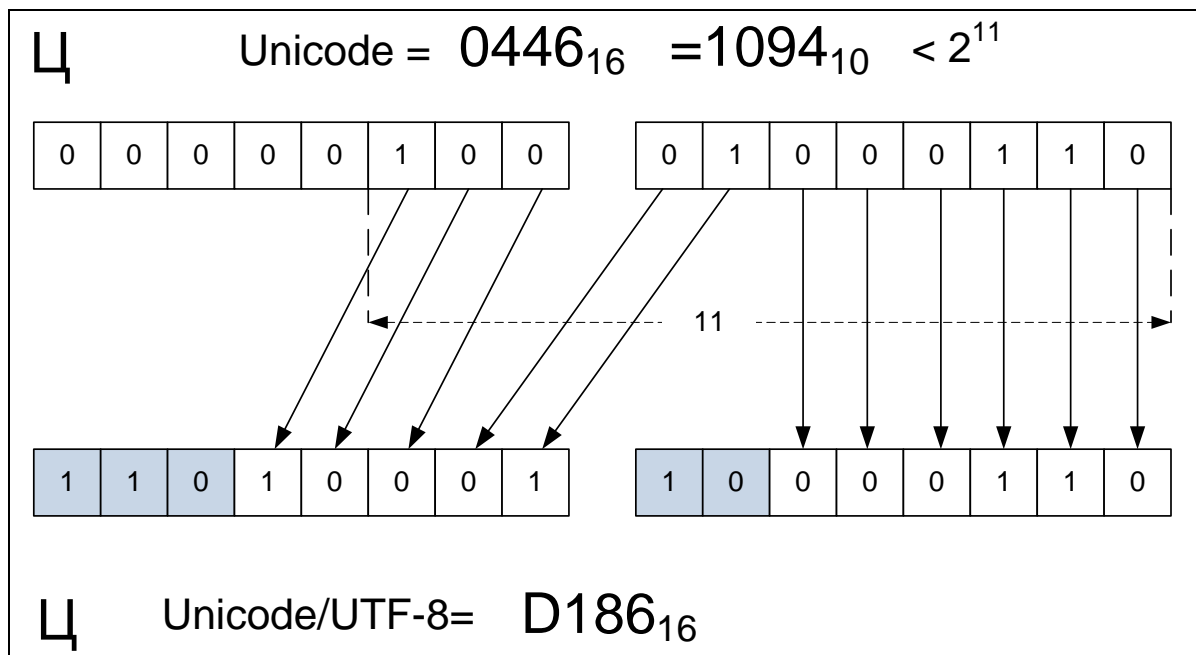 ц Unicode = 0446₁₆ =1094₁₀ < 2¹¹
0 0 0 0 0 1 0 0 0 1 0 0 0 1 1 0
11
1 1 0 1 0 0 0 1 1 0 0 0 0 1 1 0
ц Unicode/UTF-8= D186₁₆